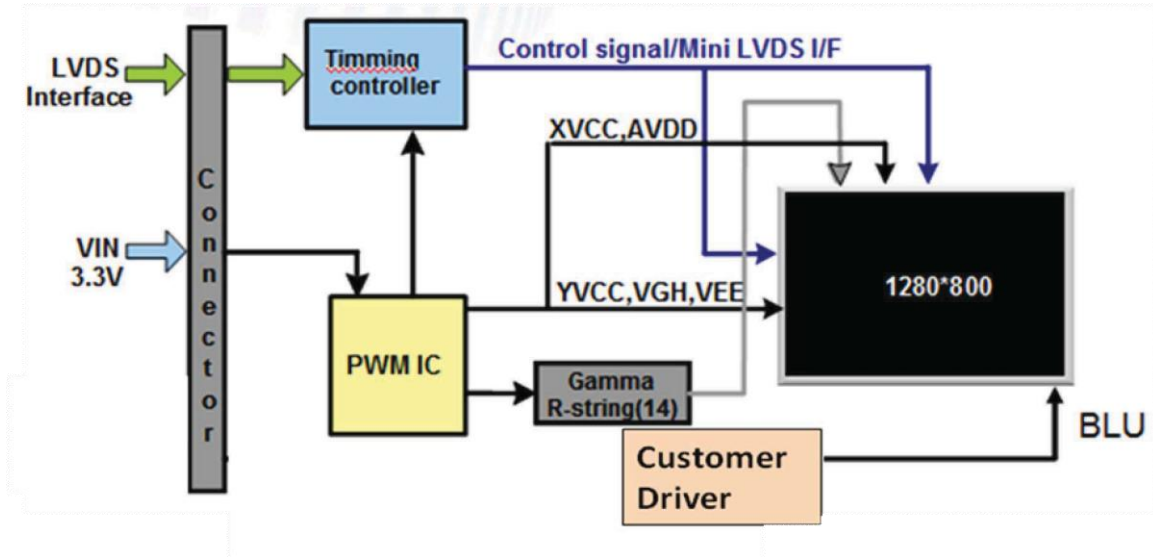 LVDS
Interface
Timming
controller
Control signal/Mini LVDS I/F
XVCC,AVDD
Connector
VIN
3.3V
YVCC,VGH,VEE
1280*800
PWM IC
Gamma
R-string(14)
BLU
Customer
Driver